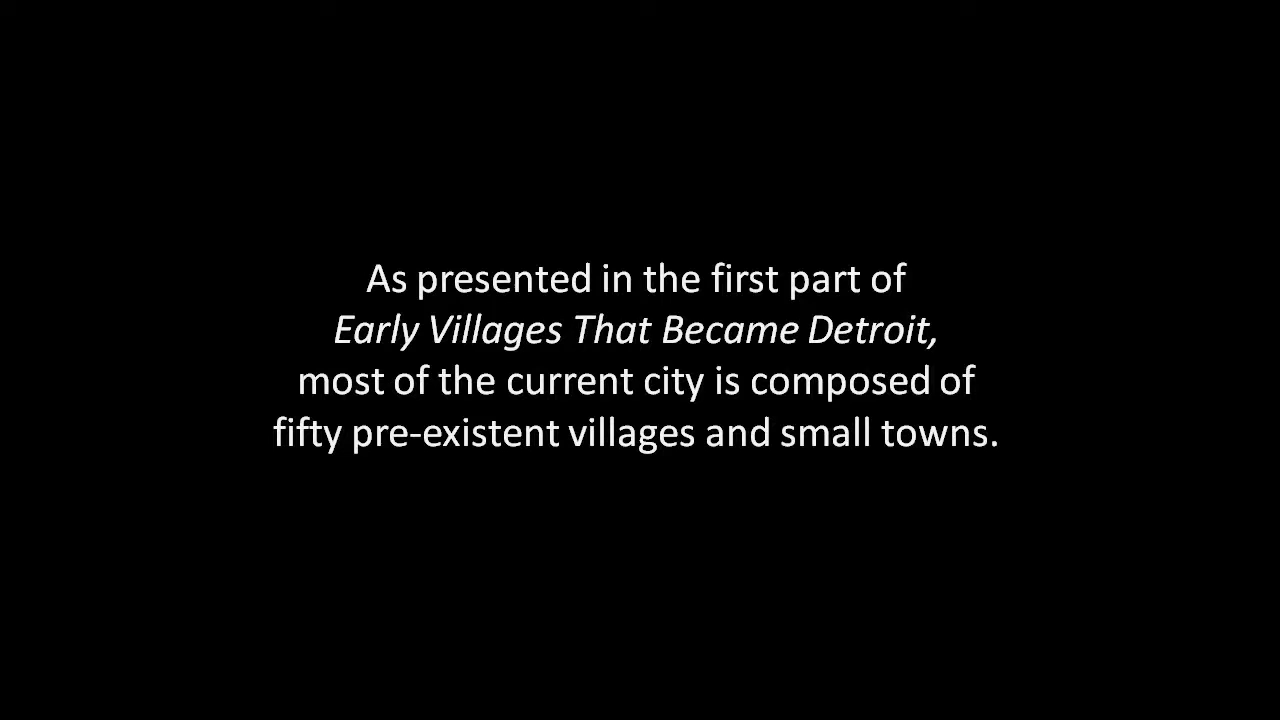 As presented in the first part of
Early Villages That Became Detroit,
most of the current city is composed of
fifty pre-existent villages and small towns.